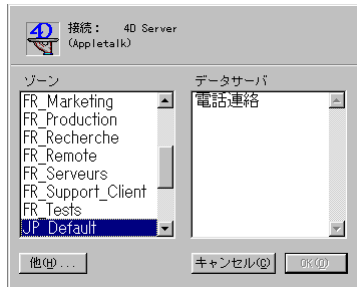 4D 接続: 4D Server
(Appletalk)
ゾーン
FR_Marketing
FR_Production
FR_Recherche
FR_Remote
FR_Serveurs
FR_Support_Client
FR_Tests
JP_Default
データサーバ
電話連絡
他(H)...
キャンセル(C)
OK(O)